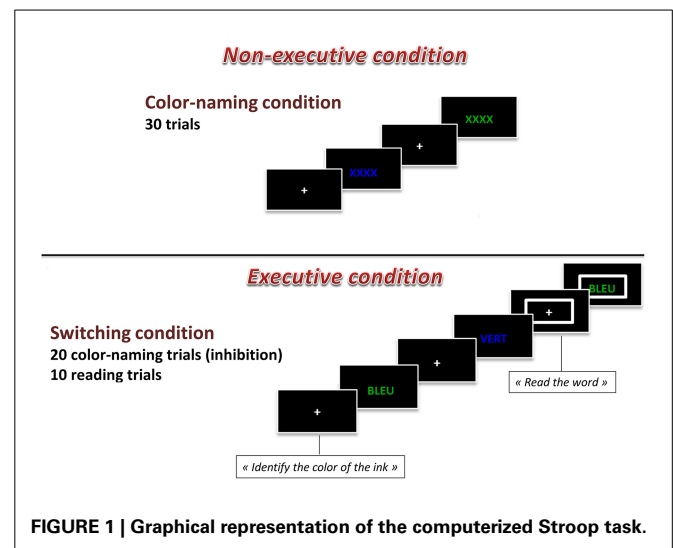 Non-executive condition
Color-naming condition
30 trials
XXXX
+
XXXX
+
Executive condition
BLEU
+
VERT
+
BLEU
+
Switching condition
20 color-naming trials (inhibition)
10 reading trials
« Read the word »
« Identify the color of the ink »
FIGURE 1 | Graphical representation of the computerized Stroop task.